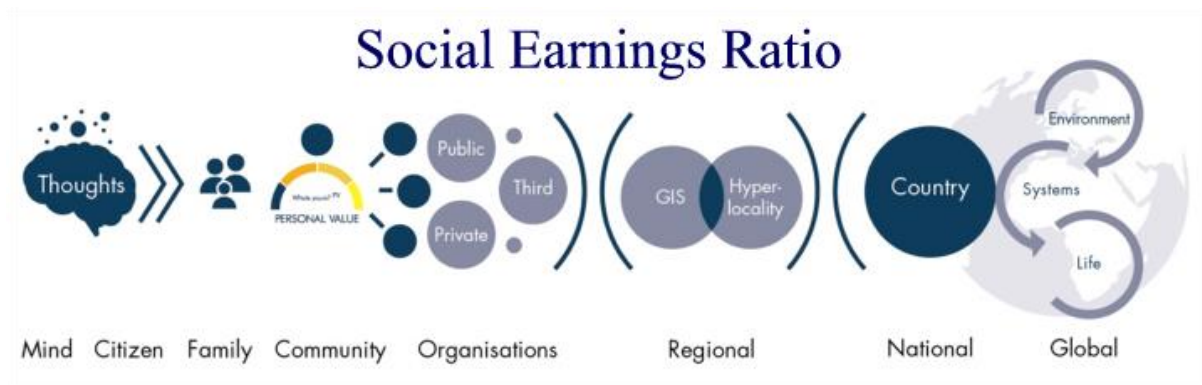 Social Earnings Ratio
Thoughts
PERSONAL VALUE
Public
Third
Private
GIS
Hyper-
locality
Country
Environment
Systems
Life
Mind Citizen Family Community Organisations Regional National Global